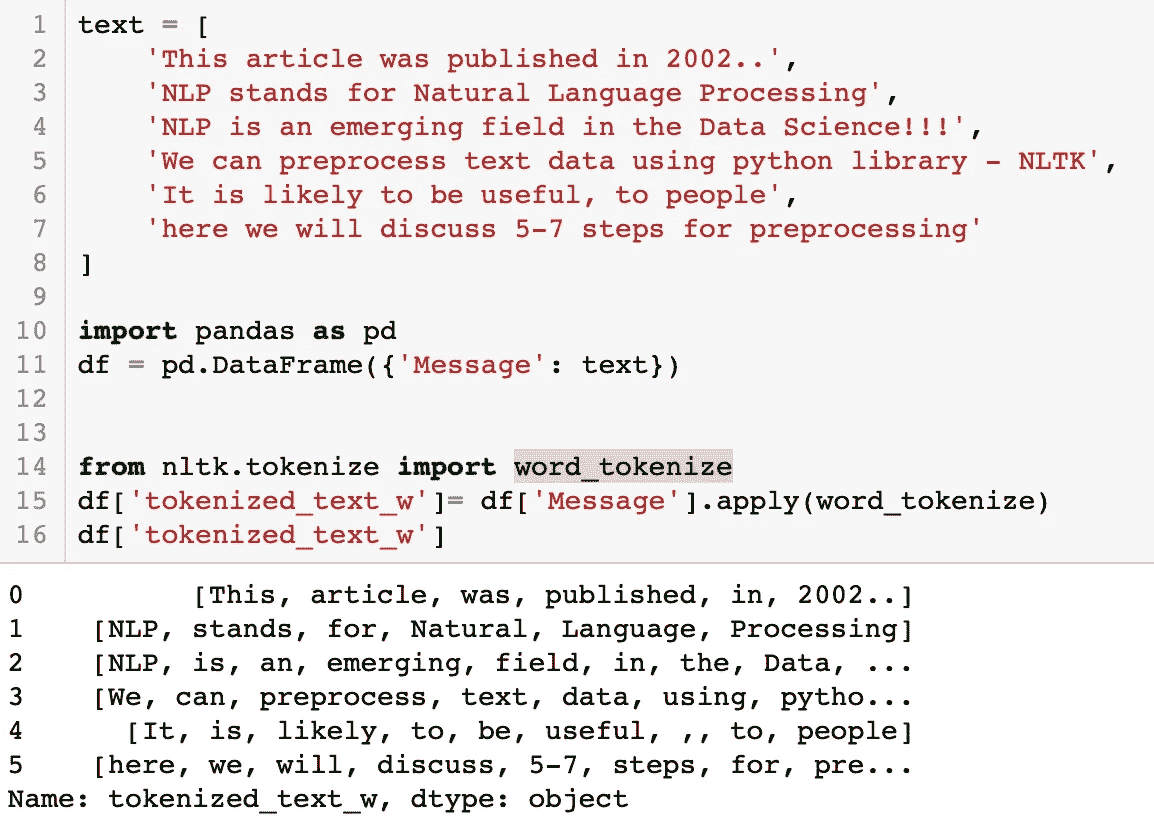 1 text = [
2     'This article was published in 2002..',
3     'NLP stands for Natural Language Processing',
4     'NLP is an emerging field in the Data Science!!!',
5     'We can preprocess text data using python library - NLTK',
6     'It is likely to be useful, to people',
7     'here we will discuss 5-7 steps for preprocessing'
8 ]
9
10 import pandas as pd
11 df = pd.DataFrame({'Message': text})
12
13
14 from nltk.tokenize import word_tokenize
15 df['tokenized_text_w']= df['Message'].apply(word_tokenize)
16 df['tokenized_text_w']
0           [This, article, was, published, in, 2002..]
1     [NLP, stands, for, Natural, Language, Processing]
2     [NLP, is, an, emerging, field, in, the, Data, ...
3     [We, can, preprocess, text, data, using, pytho...
4       [It, is, likely, to, be, useful, ,, to, people]
5     [here, we, will, discuss, 5-7, steps, for, pre...
Name: tokenized_text_w, dtype: object